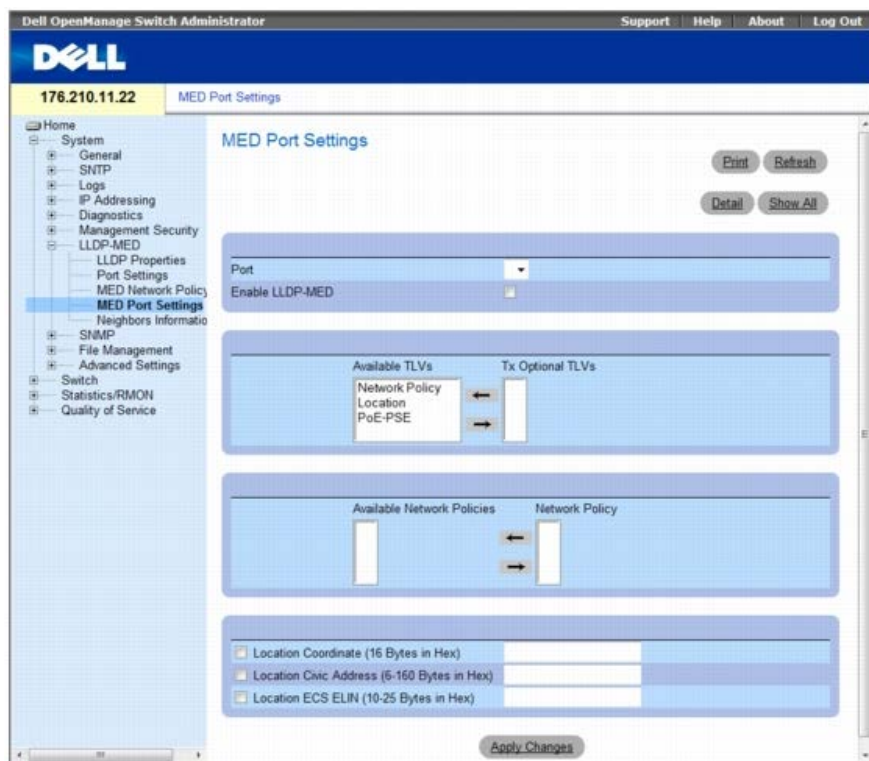 Dell OpenManage Switch Administrator
Support Help About Log Out
DELL
176.210.11.22
MED Port Settings
Home
System
General
SNTP
Logs
IP Addressing
Diagnostics
Management Security
LLDP-MED
LLDP Properties
Port Settings
MED Network Policy
MED Port Settings
Neighbors Informatio
SNMP
File Management
Advanced Settings
Switch
Statistics/RMON
Quality of Service
MED Port Settings
Print Refresh
Detail Show All
Port
Enable LLDP-MED
Available TLVs Tx Optional TLVs
Network Policy
Location
PoE-PSE
Available Network Policies Network Policy
Location Coordinate (16 Bytes in Hex)
Location Civic Address (6-160 Bytes in Hex)
Location ECS ELIN (10-25 Bytes in Hex)
Apply Changes